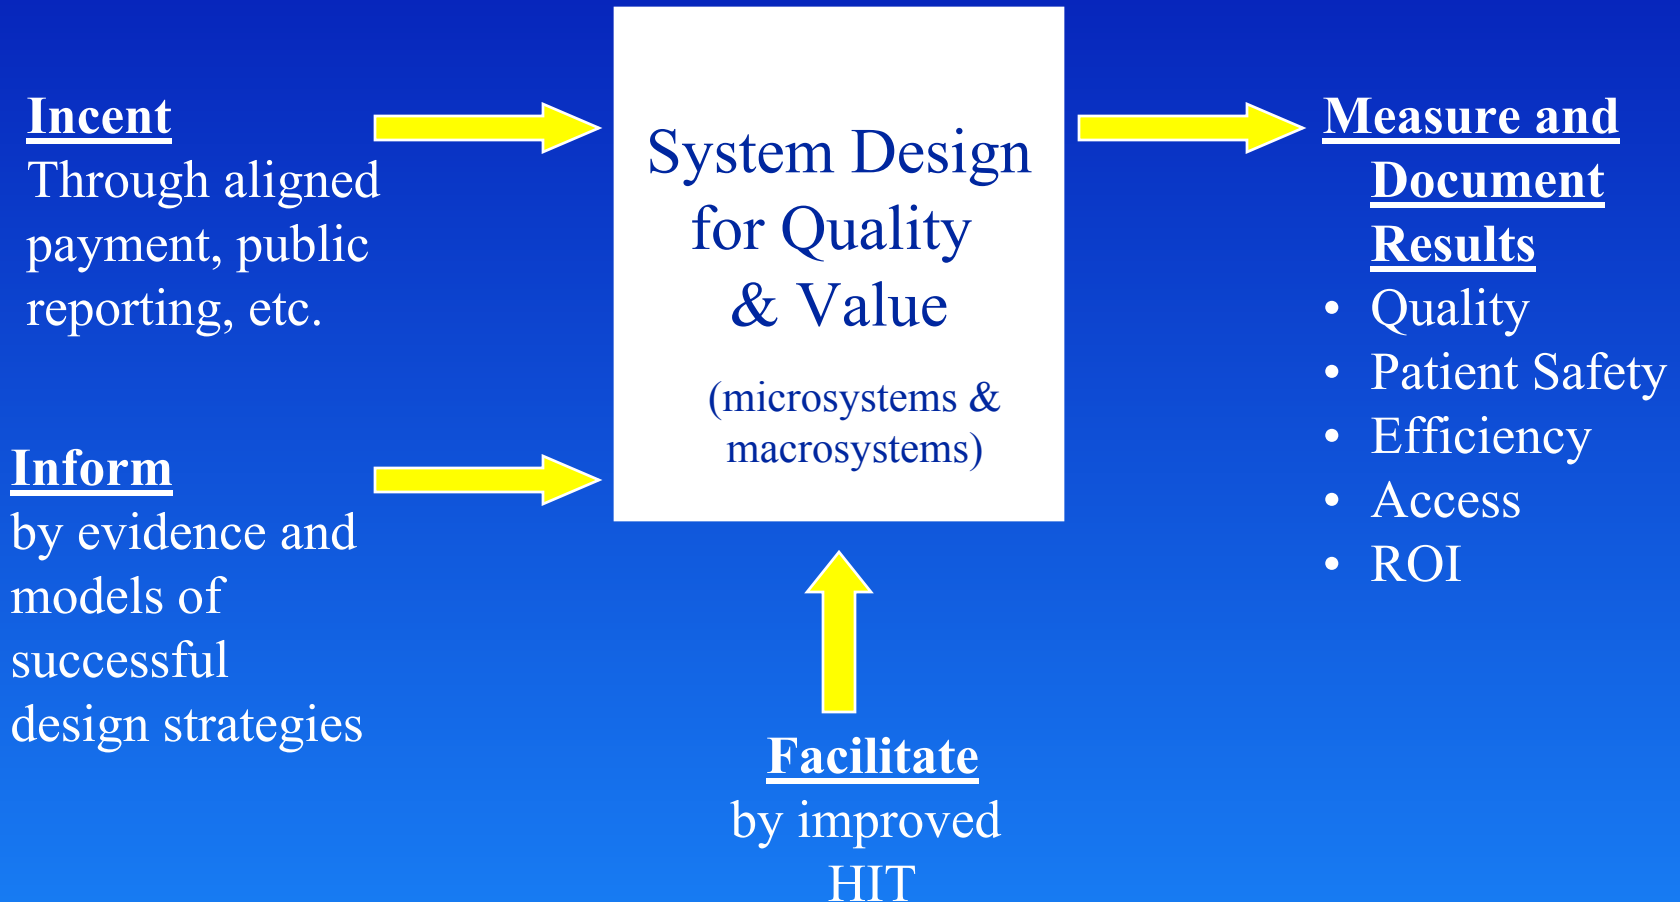 Incent
Through aligned
payment, public
reporting, etc.
Inform
by evidence and
models of
successful
design strategies
System Design
for Quality
& Value
(microsystems &
macrosystems)
Facilitate
by improved
HIT
Measure and
Document
Results
• Quality
• Patient Safety
• Efficiency
• Access
• ROI